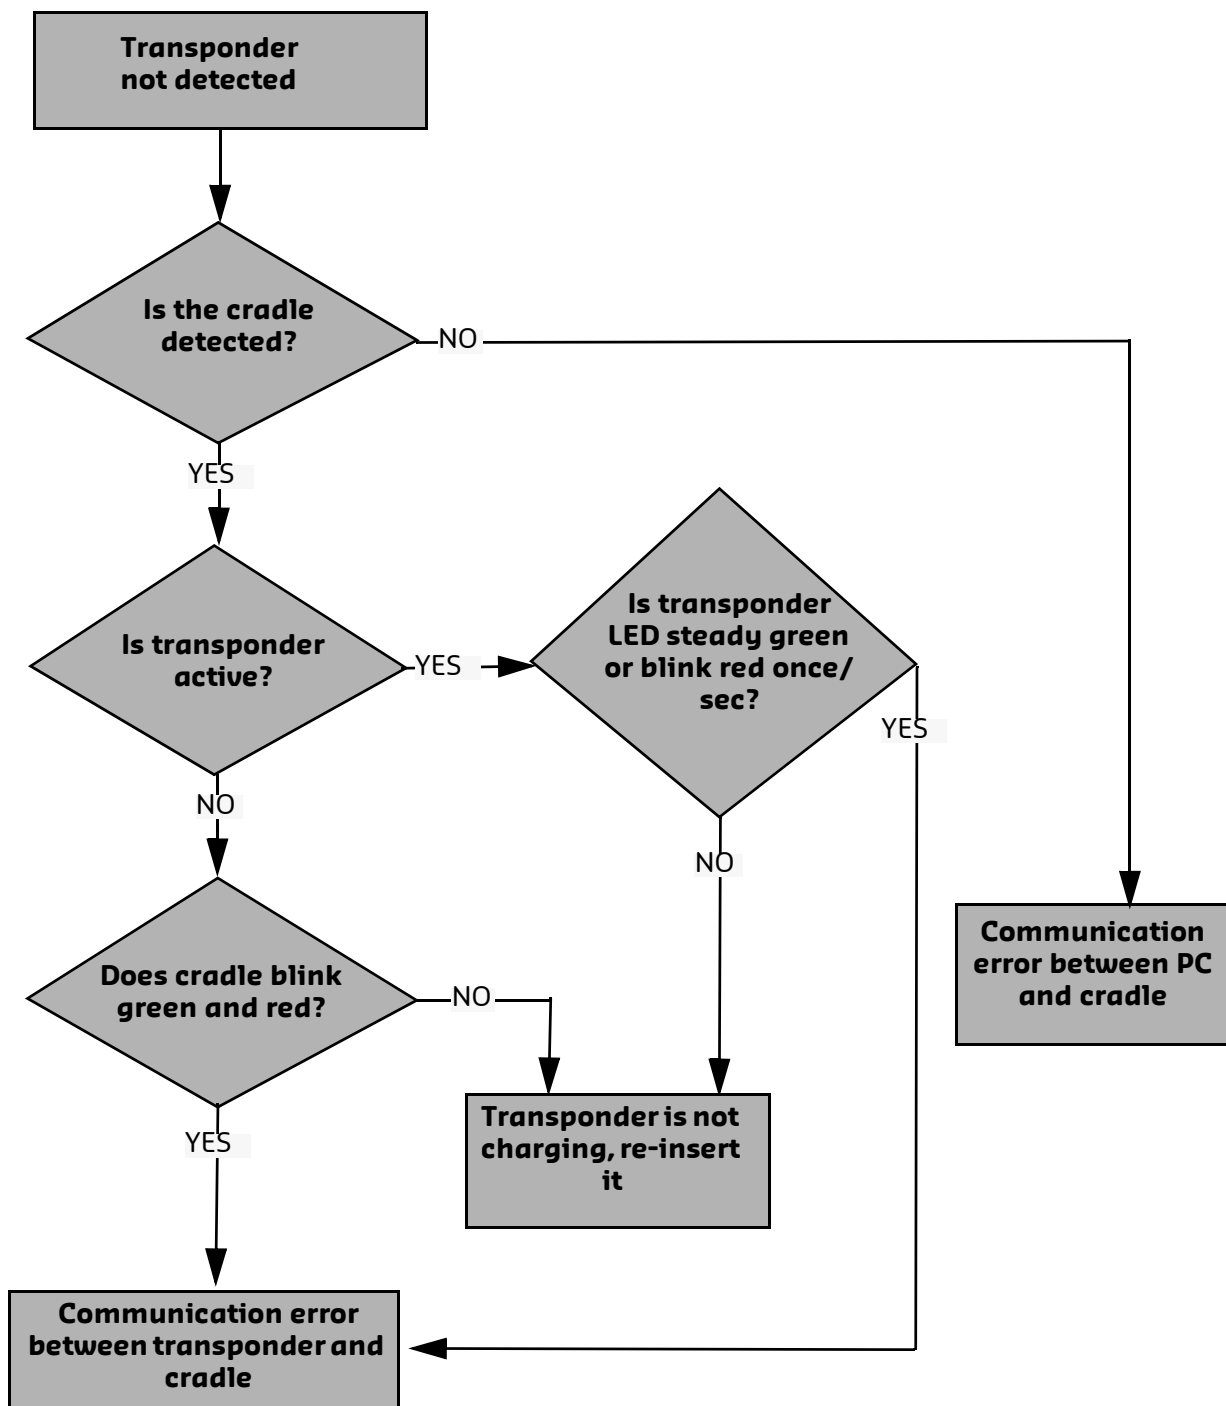 Transponder
not detected
Is the cradle
detected?
NO
YES
Is transponder
active?
YES
Is transponder
LED steady green
or blink red once/
sec?
YES
NO
NO
Does cradle blink
green and red?
NO
Communication
error between PC
and cradle
YES
Transponder is not
charging, re-insert
it
Communication error
between transponder and
cradle